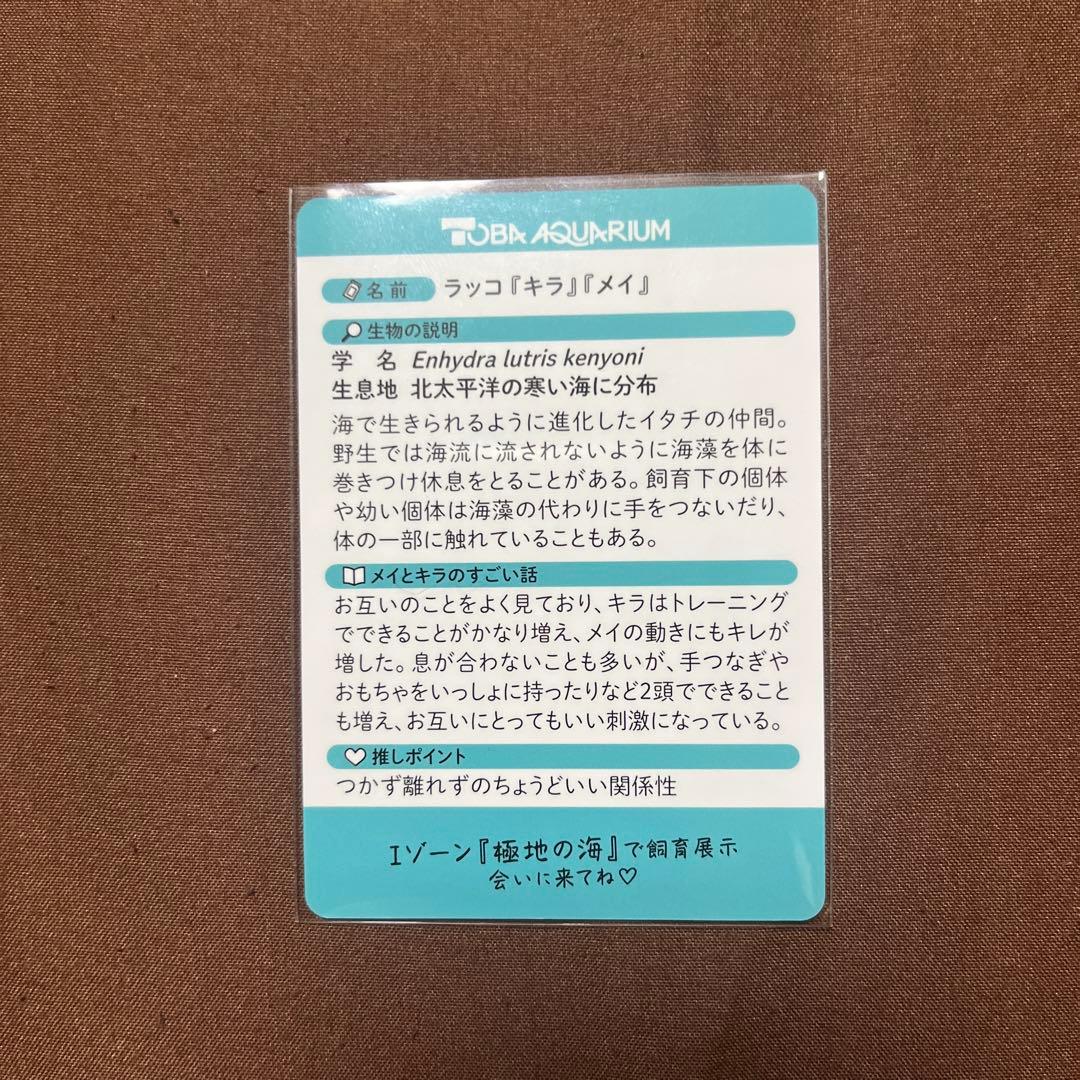 TOBA AQUARIUM
名前 ラッコ『キラ』『メイ』
生物の説明
学 名 Enhydra lutris kenyoni
生息地 北太平洋の寒い海に分布
海で生きられるように進化したイタチの仲間。
野生では海流に流されないように海藻を体に
巻きつけ休息をとることがある。飼育下の個体
や幼い個体は海藻の代わりに手をつないだり、
体の一部に触れていることもある。
メイとキラのすごい話
お互いのことをよく見ており、キラはトレーニング
でできることがかなり増え、メイの動きにもキレが
増した。息が合わないことも多いが、手つなぎや
おもちゃをいっしょに持ったりなど2頭でできること
も増え、お互いにとってもいい刺激になっている。
推しポイント
つかず離れずのちょうどいい関係性
Iゾーン『極地の海』で飼育展示
会いに来てね♡